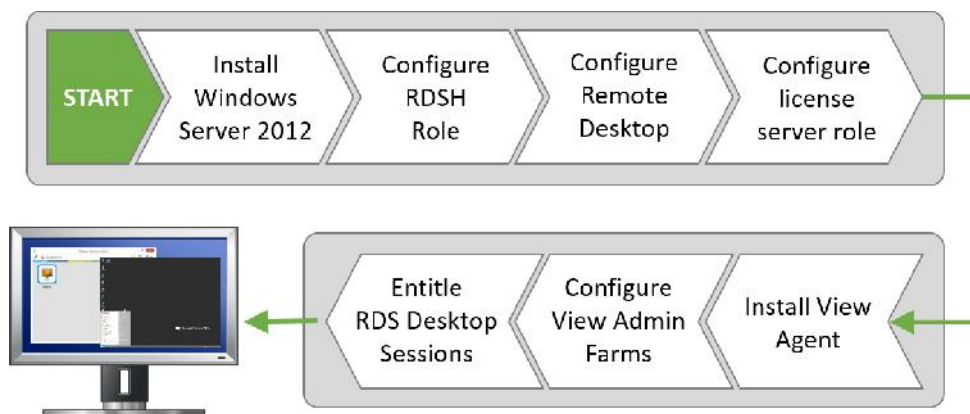 START
Install
Windows
Server 2012
Configure
RDSH
Role
Configure
Remote
Desktop
Configure
license
server role
Install View
Agent
Configure
View Admin
Farms
Entitle
RDS Desktop
Sessions